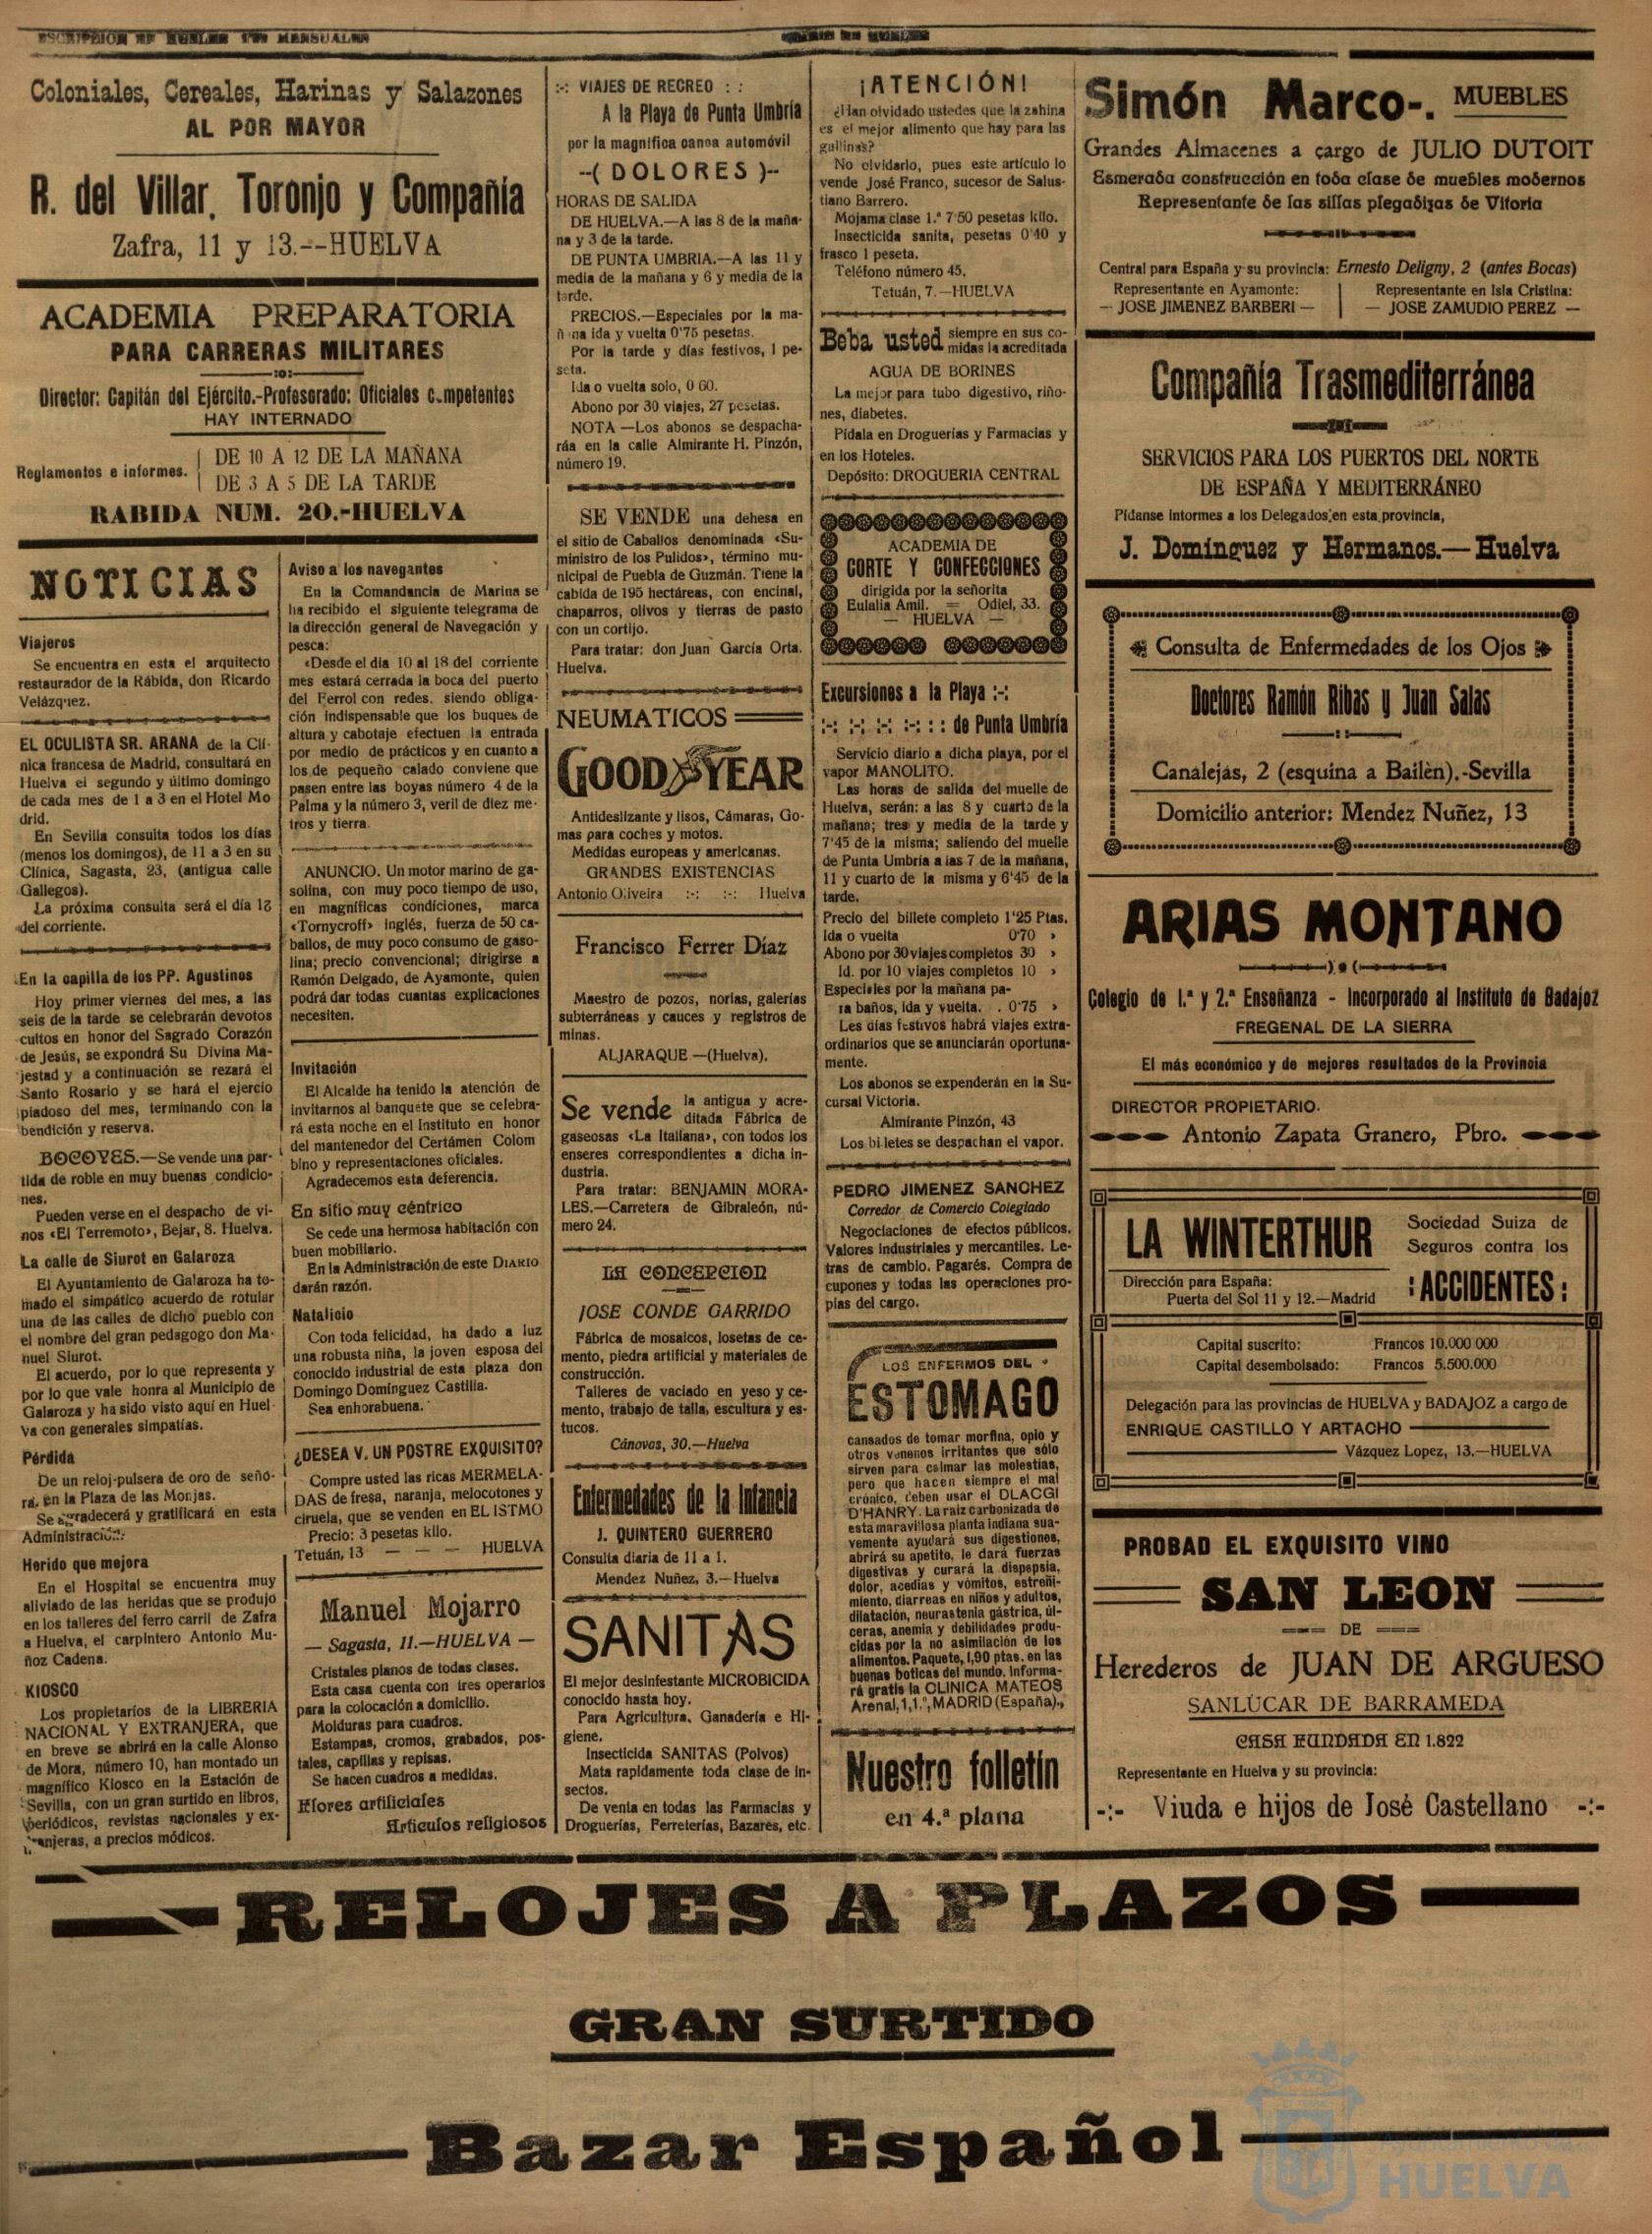 Coloniales, Cereales, Harinas y Salazones
AL POR MAYOR
R. del Villar, Toronjo y Compañía
Zafra, 11 y 13.--HUELVA
ACADEMIA PREPARATORIA
PARA CARRERAS MILITARES
:o:
Director: Capitán del Ejército.-Profesorado: Oficiales c.mpetentes
HAY INTERNADO
Reglamentos e informes.
DE 10 A 12 DE LA MAÑANA
DE 3 A 5 DE LA TARDE
RABIDA NUM. 20.-HUELVA
NOTICIAS
Viajeros
Se encuentra en esta el arquitecto
restaurador de la Rábida, don Ricardo
Velázquez.
EL OCULISTA SR. ARANA de la Clí-
nica francesa de Madrid, consultará en
Huelva el segundo y último domingo
de cada mes de 1 a 3 en el Hotel Mo
drid.
En Sevilla consulta todos los días
(menos los domingos), de 11 a 3 en su
Clínica, Sagasta, 23, (antigua calle
Gallegos).
La próxima consulta será el día
del corriente.
En la capilla de los PP. Agustinos
Hoy primer viernes del mes, a las
seis de la tarde se celebrarán devotos
cultos en honor del Sagrado Corazón
de Jesús, se expondrá Su Divina Ma-
jestad y a continuación se rezará el
Santo Rosario y se hará el ejercio
piadoso del mes, terminando con la
bendición y reserva.
BOCOYES.—Se vende una par-
tida de roble en muy buenas condicio-
nes.
Pueden verse en el despacho de vi-
nos «El Terremoto», Bejar, 8. Huelva.
La calle de Siurot en Galaroza
El Ayuntamiento de Galaroza ha to-
mado el simpático acuerdo de rotular
una de las calles de dicho pueblo con
el nombre del gran pedagogo don Ma-
nuel Siurot.
El acuerdo, por lo que representa y
por lo que vale honra al Municipio de
Galaroza y ha sido visto aquí en Huel-
va con generales simpatías.
Pérdida
De un reloj-pulsera de oro de seño-
ra, en la Plaza de las Monjas.
Se agradecerá y gratificará en esta
Administración.
Herido que mejora
En el Hospital se encuentra muy
aliviado de las heridas que se produjo
en los talleres del ferro carril de Zafra
a Huelva, el carpintero Antonio Mu-
ñoz Cadena.
KIOSCO
Los propietarios de la LIBRERIA
NACIONAL Y EXTRANJERA, que
en breve se abrirá en la calle Alonso
de Mora, número 10, han montado un
magnífico Kiosco en la Estación de
Sevilla, con un gran surtido en libros,
periódicos, revistas nacionales y ex-
tranjeras, a precios módicos.
Aviso a los navegantes
En la Comandancia de Marina se
ha recibido el siguiente telegrama de
la dirección general de Navegación y
pesca:
«Desde el día 10 al 18 del corriente
mes estará cerrada la boca del puerto
del Ferrol con redes, siendo obliga-
ción indispensable que los buques de
altura y cabotaje efectuen la entrada
por medio de prácticos y en cuanto a
los de pequeño calado conviene que
pasen entre las boyas número 4 de la
Palma y la número 3, veril de diez me-
tros y tierra.
ANUNCIO. Un motor marino de ga-
solina, con muy poco tiempo de uso,
en magníficas condiciones, marca
«Tornycroff» inglés, fuerza de 50 ca-
ballos, de muy poco consumo de gaso-
lina; precio convencional; dirigirse a
Ramón Delgado, de Ayamonte, quien
podrá dar todas cuantas explicaciones
necesiten.
Invitación
El Alcalde ha tenido la atención de
invitarnos al banquete que se celebra-
rá esta noche en el Instituto en honor
del mantenedor del Certámen Colom
bino y representaciones oficiales.
Agradecemos esta deferencia.
En sitio muy céntrico
Se cede una hermosa habitación con
buen mobiliario.
En la Administración de este DIARIO
darán razón.
Natalicio
Con toda felicidad, ha dado a luz
una robusta niña, la joven esposa del
conocido industrial de esta plaza don
Domingo Domínguez Castilla.
Sea enhorabuena.
¿DESEA V. UN POSTRE EXQUISITO?
Compre usted las ricas MERMELA-
DAS de fresa, naranja, melocotones y
ciruela, que se venden en EL ISTMO
Precio: 3 pesetas kilo.
Tetuán, 13 — — — HUELVA
Manuel Mojarro
— Sagasta, 11.—HUELVA —
Cristales planos de todas clases.
Esta casa cuenta con tres operarios
para la colocación a domicilio.
Molduras para cuadros.
Estampas, cromos, grabados, pos-
tales, capillas y repisas.
Se hacen cuadros a medidas.
Flores artificiales
Artículos religiosos
:-: VIAJES DE RECREO : :
A la Playa de Punta Umbría
por la magnífica canoa automóvil
--( DOLORES )--
HORAS DE SALIDA
DE HUELVA.—A las 8 de la maña-
na y 3 de la tarde.
DE PUNTA UMBRIA.—A las 11 y
media de la mañana y 6 y media de la
tarde.
PRECIOS.—Especiales por la ma-
ñana ida y vuelta 0'75 pesetas.
Por la tarde y días festivos, 1 pe-
seta.
Ida o vuelta solo, 0 60.
Abono por 30 viajes, 27 pesetas.
NOTA —Los abonos se despacha-
ráa en la calle Almirante H. Pinzón,
número 19.
SE VENDE una dehesa en
el sitio de Caballos denominada «Su-
ministro de los Pulidos», término mu-
nicipal de Puebla de Guzmán. Tiene la
cabida de 195 hectáreas, con encinal,
chaparros, olivos y tierras de pasto
con un cortijo.
Para tratar: don Juan García Orta.
Huelva.
NEUMATICOS
GOODYEAR
Antideslizante y lisos, Cámaras, Go-
mas para coches y motos.
Medidas europeas y americanas.
GRANDES EXISTENCIAS
Antonio Oliveira :-: :-: Huelva
Francisco Ferrer Díaz
Maestro de pozos, norias, galerías
subterráneas y cauces y registros de
minas.
ALJARAQUE —(Huelva).
Se vende la antigua y acre-
ditada Fábrica de
gaseosas «La Italiana», con todos los
enseres correspondientes a dicha in-
dustria.
Para tratar: BENJAMIN MORA-
LES.—Carretera de Gibraleón, nú-
mero 24.
LA CONCEPCION
JOSE CONDE GARRIDO
Fábrica de mosaicos, losetas de ce-
mento, piedra artificial y materiales de
construcción.
Talleres de vaciado en yeso y ce-
mento, trabajo de talla, escultura y es-
tucos.
Cánovas, 30.—Huelva
Enfermedades de la Infancia
J. QUINTERO GUERRERO
Consulta diaria de 11 a 1.
Mendez Nuñez, 3.—Huelva
SANITAS
El mejor desinfestante MICROBICIDA
conocido hasta hoy.
Para Agricultura, Ganadería e Hi-
giene.
Insecticida SANITAS (Polvos)
Mata rapidamente toda clase de in-
sectos.
De venta en todas las Farmacias y
Droguerías, Ferreterías, Bazares, etc.
¡ATENCIÓN!
¿Han olvidado ustedes que la zahina
es el mejor alimento que hay para las
gallinas?
No olvidarlo, pues este artículo lo
vende José Franco, sucesor de Salus-
tiano Barrero.
Mojama clase 1.ª 7'50 pesetas kilo.
Insecticida sanita, pesetas 0'40 y
frasco 1 peseta.
Teléfono número 45.
Tetuán, 7.—HUELVA
Beba usted siempre en sus co-
midas la acreditada
AGUA DE BORINES
La mejor para tubo digestivo, riño-
nes, diabetes.
Pídala en Droguerías y Farmacias y
en los Hoteles.
Depósito: DROGUERIA CENTRAL
ACADEMIA DE
CORTE Y CONFECCIONES
dirigida por la señorita
Eulalia Amil. = Odiel, 33.
— HUELVA —
Excursiones a la Playa :-:
:-: :-: :-: :-: : : de Punta Umbría
Servicio diario a dicha playa, por el
vapor MANOLITO.
Las horas de salida del muelle de
Huelva, serán: a las 8 y cuarto de la
mañana; tres y media de la tarde y
7'45 de la misma; saliendo del muelle
de Punta Umbría a las 7 de la mañana,
11 y cuarto de la misma y 6'45 de la
tarde.
Precio del billete completo 1'25 Ptas.
Ida o vuelta 0'70 »
Abono por 30 viajes completos 30 »
Id. por 10 viajes completos 10 »
Especiales por la mañana pa-
ra baños, ida y vuelta. . 0'75 »
Les días festivos habrá viajes extra-
ordinarios que se anunciarán oportuna-
mente.
Los abonos se expenderán en la Su-
cursal Victoria.
Almirante Pinzón, 43
Los billetes se despachan el vapor.
PEDRO JIMENEZ SANCHEZ
Corredor de Comercio Colegiado
Negociaciones de efectos públicos.
Valores industriales y mercantiles. Le-
tras de cambio. Pagarés. Compra de
cupones y todas las operaciones pro-
pias del cargo.
LOS ENFERMOS DEL
ESTOMAGO
cansados de tomar morfina, opio y
otros venenos irritantes que sólo
sirven para calmar las molestias,
pero que hacen siempre el mal
crónico, deben usar el DLACGI
D'HANRY. La raíz carbonizada de
esta maravillosa planta indiana sua-
vemente ayudará sus digestiones,
abrirá su apetito, le dará fuerzas
digestivas y curará la dispepsia,
dolor, acedias y vómitos, estreñi-
miento, diarreas en niños y adultos,
dilatación, neurastenia gástrica, úl-
ceras, anemia y debilidades produ-
cidas por la no asimilación de los
alimentos. Paquete, 1,90 ptas. en las
buenas boticas del mundo. Informa-
rá gratis la CLINICA MATEOS
Arenal, 1, 1.º, MADRID (España).
Nuestro folletín
en 4.ª plana
Simón Marco-. MUEBLES
Grandes Almacenes a cargo de JULIO DUTOIT
Esmerada construcción en toda clase de muebles modernos
Representante de las sillas plegadizas de Vitoria
Central para España y su provincia: Ernesto Deligny, 2 (antes Bocas)
Representante en Ayamonte:
— JOSE JIMENEZ BARBERI —
Representante en Isla Cristina:
— JOSE ZAMUDIO PEREZ —
Compañía Trasmediterránea
SERVICIOS PARA LOS PUERTOS DEL NORTE
DE ESPAÑA Y MEDITERRÁNEO
Pídanse informes a los Delegados en esta provincia,
J. Domínguez y Hermanos.—Huelva
Consulta de Enfermedades de los Ojos
Doctores Ramón Ribas y Juan Salas
Canalejas, 2 (esquina a Bailèn).-Sevilla
Domicilio anterior: Mendez Nuñez, 13
ARIAS MONTANO
Colegio de 1.ª y 2.ª Enseñanza - Incorporado al Instituto de Badajoz
FREGENAL DE LA SIERRA
El más económico y de mejores resultados de la Provincia
DIRECTOR PROPIETARIO.
Antonio Zapata Granero, Pbro.
LA WINTERTHUR
Sociedad Suiza de
Seguros contra los
: ACCIDENTES :
Dirección para España:
Puerta del Sol 11 y 12.—Madrid
Capital suscrito: Francos 10.000 000
Capital desembolsado: Francos 5.500.000
Delegación para las provincias de HUELVA y BADAJOZ a cargo de
ENRIQUE CASTILLO Y ARTACHO
Vázquez Lopez, 13.—HUELVA
PROBAD EL EXQUISITO VINO
SAN LEON
DE
Herederos de JUAN DE ARGUESO
SANLÚCAR DE BARRAMEDA
CASA FUNDADA EN 1.822
Representante en Huelva y su provincia:
-:- Viuda e hijos de José Castellano -:-
RELOJES A PLAZOS
GRAN SURTIDO
Bazar Español
Ayuntamiento de
HUELVA